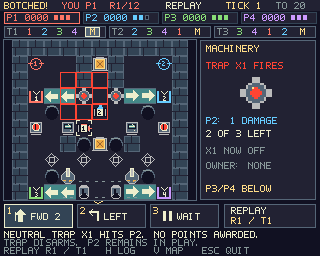 BOTCHED! YOU P1 R1/12 REPLAY TICK 1 TO 20
P1 0000 P2 0000 P3 0000 P4 0000
T1 1 2 3 4 M T2 2 3 4 1 M T3 3 4 1 2 M T4 4 1 2 3 M
MACHINERY
TRAP X1 FIRES
P2: 1 DAMAGE
2 OF 3 LEFT
X1 NOW OFF
OWNER: NONE
P3/P4 BELOW
1 FWD 2
2 LEFT
3 WAIT
REPLAY
R1 / T1
NEUTRAL TRAP X1 HITS P2. NO POINTS AWARDED.
TRAP DISARMS. P2 REMAINS IN PLAY.
REPLAY R1 / T1 H LOG V MAP ESC QUIT